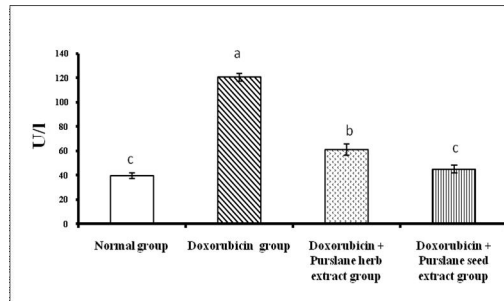 140
120
100
80
60
40
20
0
U/l
c
a
b
c
Normal group
Doxorubicin group
Doxorubicin +
Purslane herb
extract group
Doxorubicin +
Purslane seed
extract group